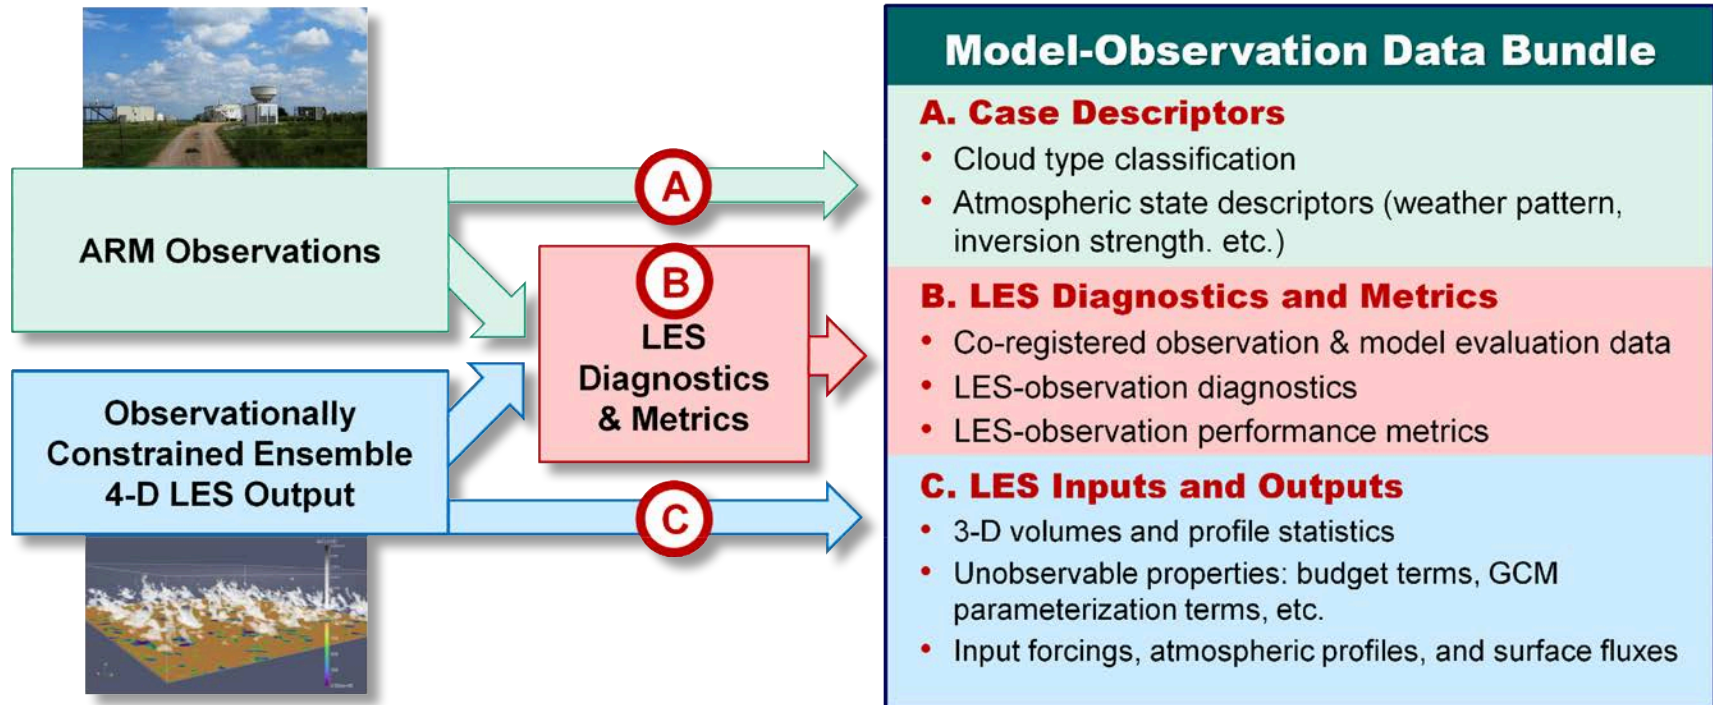 ARM Observations
Observationally
Constrained Ensemble
4-D LES Output
A
B
LES
Diagnostics
& Metrics
C
Model-Observation Data Bundle
A. Case Descriptors
• Cloud type classification
• Atmospheric state descriptors (weather pattern,
inversion strength. etc.)
B. LES Diagnostics and Metrics
• Co-registered observation & model evaluation data
• LES-observation diagnostics
• LES-observation performance metrics
C. LES Inputs and Outputs
• 3-D volumes and profile statistics
• Unobservable properties: budget terms, GCM
parameterization terms, etc.
• Input forcings, atmospheric profiles, and surface fluxes